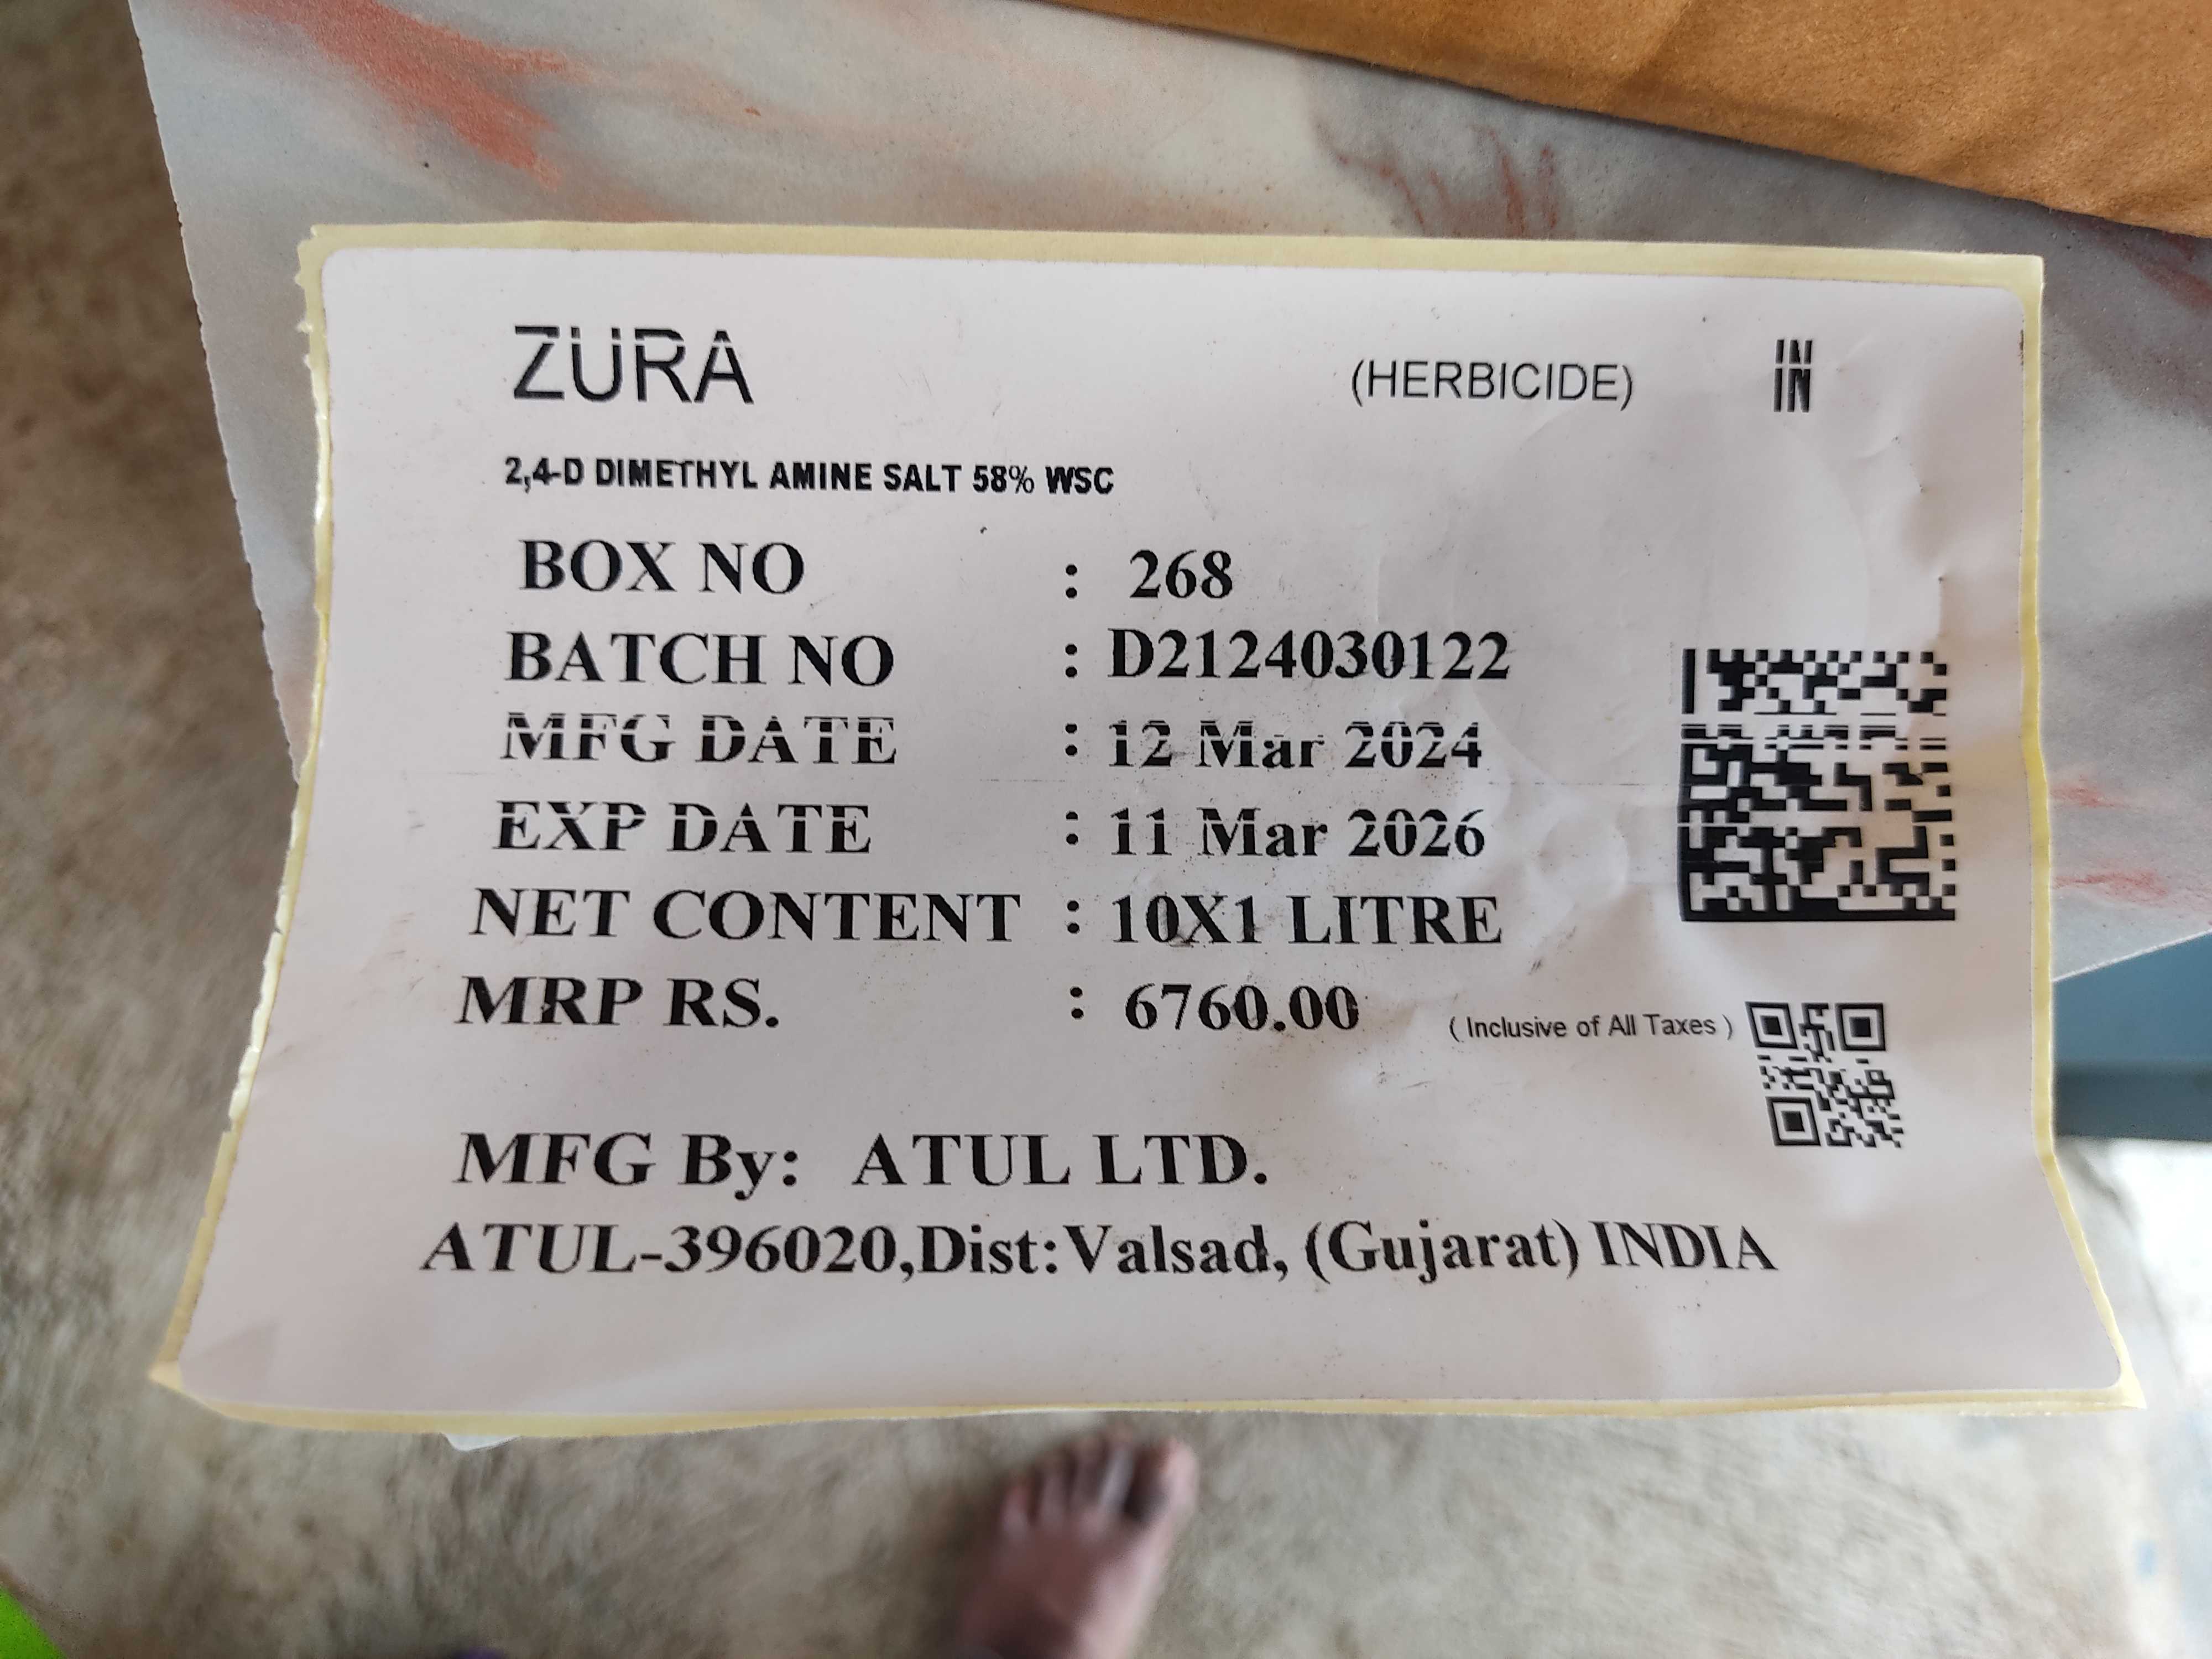 ZURA (HERBICIDE) IN
2,4-D DIMETHYL AMINE SALT 58% WSC
BOX NO : 268
BATCH NO : D2124030122
MFG DATE : 12 Mar 2024
EXP DATE : 11 Mar 2026
NET CONTENT : 10X1 LITRE
MRP RS. : 6760.00 ( Inclusive of All Taxes )
MFG By: ATUL LTD.
ATUL-396020,Dist:Valsad, (Gujarat) INDIA